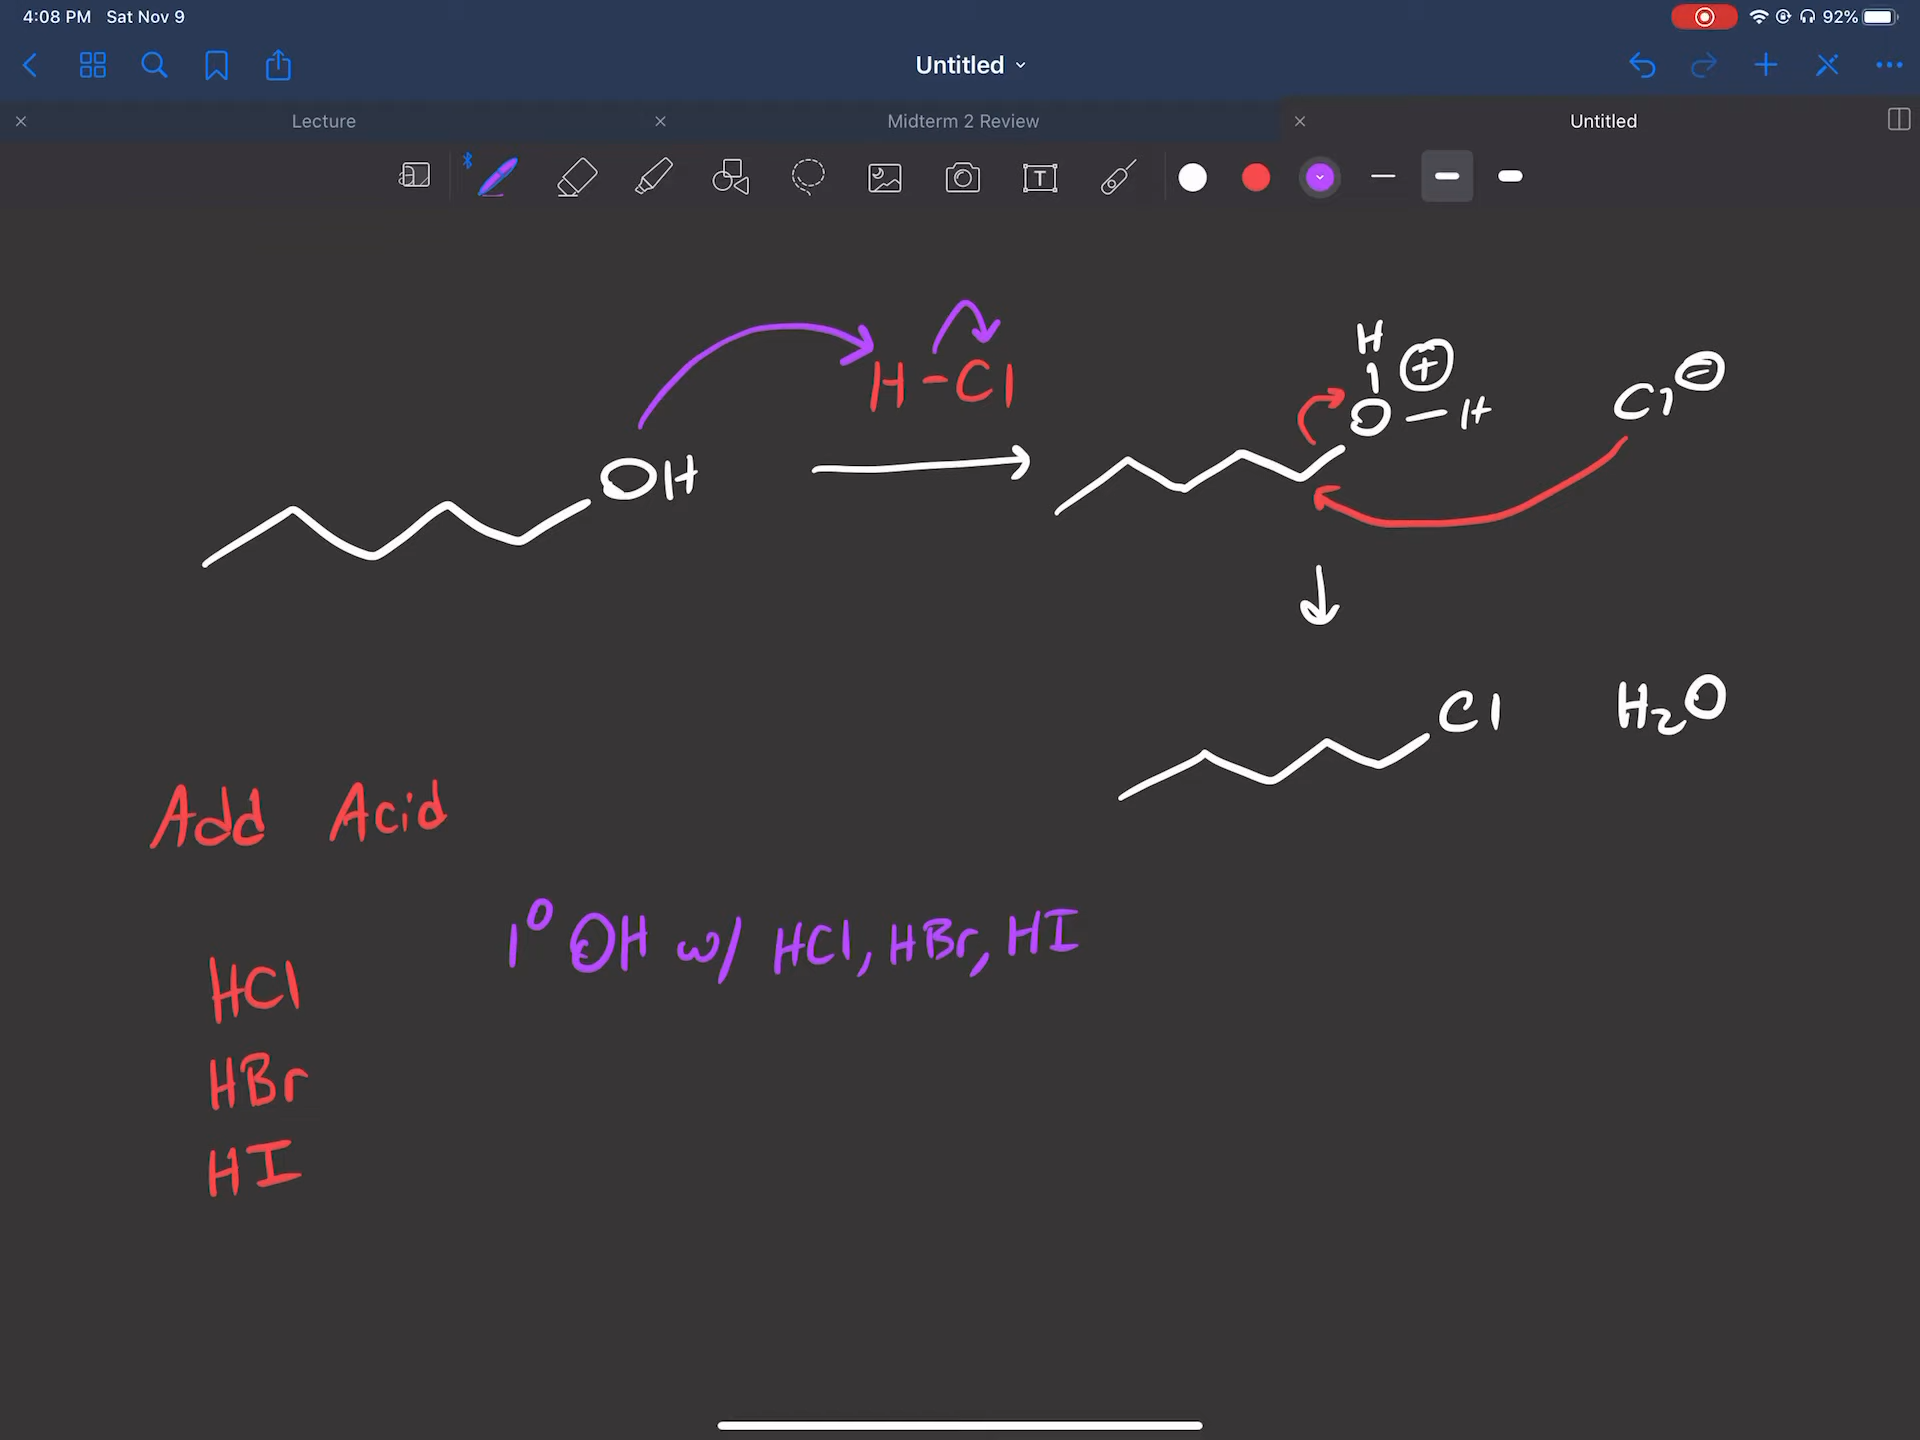 4:08 PM Sat Nov 9
92%
Untitled
Lecture
Midterm 2 Review
Untitled
T
H-Cl
OH
H
⊕
O-H
Cl⊖
Cl
H₂O
Add Acid
1° OH w/ HCl, HBr, HI
HCl
HBr
HI